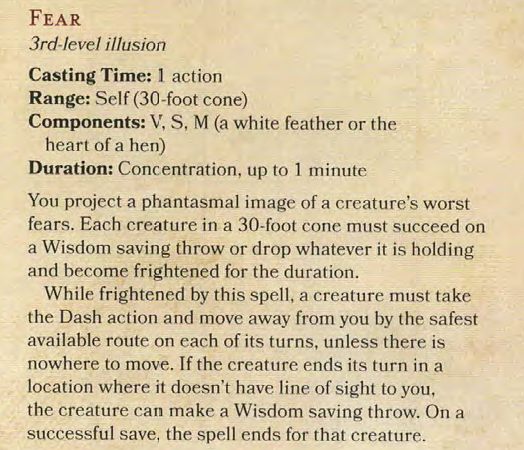 FEAR
3rd-level illusion
Casting Time: 1 action
Range: Self (30-foot cone)
Components: V, S, M (a white feather or the
heart of a hen)
Duration: Concentration, up to 1 minute
You project a phantasmal image of a creature's worst
fears. Each creature in a 30-foot cone must succeed on
a Wisdom saving throw or drop whatever it is holding
and become frightened for the duration.
While frightened by this spell, a creature must take
the Dash action and move away from you by the safest
available route on each of its turns, unless there is
nowhere to move. If the creature ends its turn in a
location where it doesn't have line of sight to you,
the creature can make a Wisdom saving throw. On a
successful save, the spell ends for that creature.